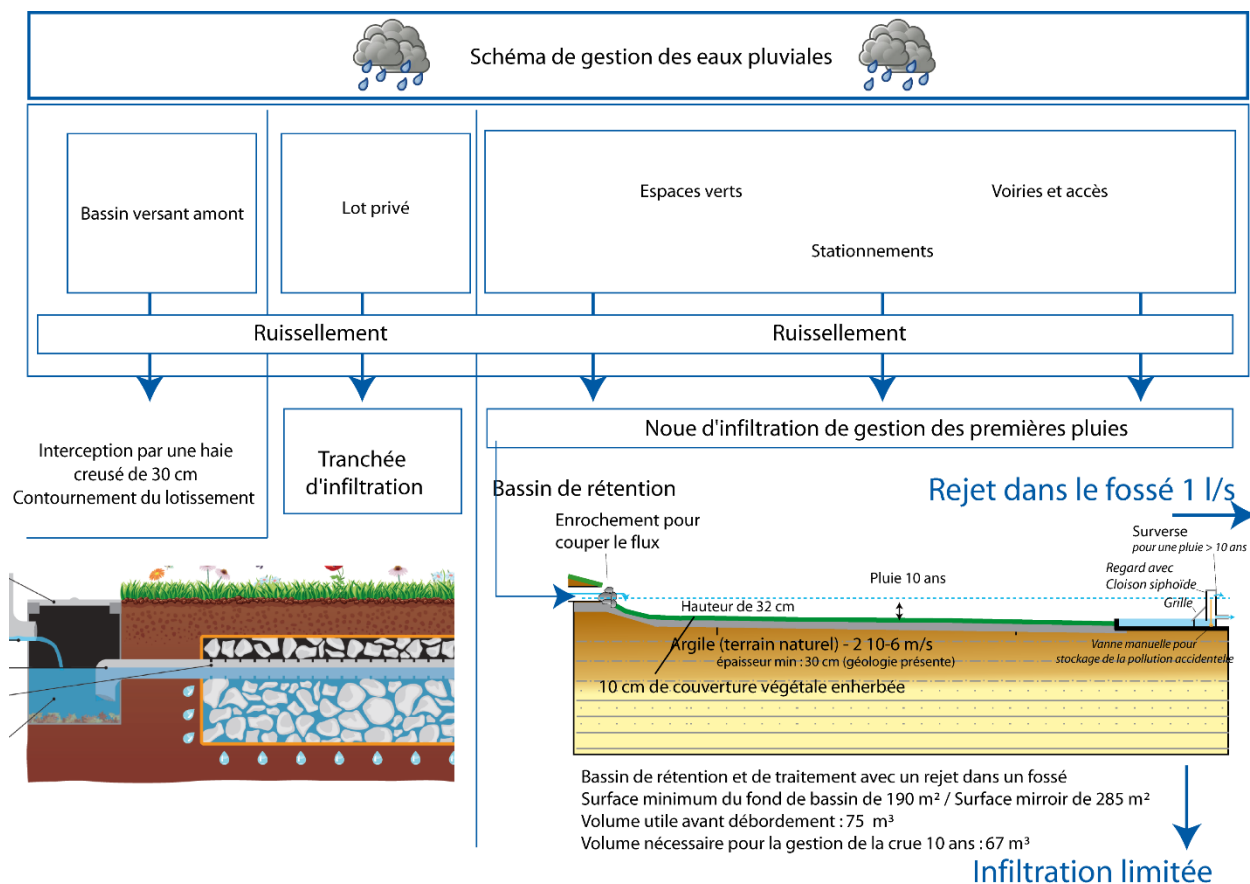 Schéma de gestion des eaux pluviales
Bassin versant amont
Lot privé
Espaces verts
Voiries et accès
Stationnements
Ruissellement
Ruissellement
Interception par une haie
creusé de 30 cm
Contournement du lotissement
Tranchée
d'infiltration
Noue d'infiltration de gestion des premières pluies
Bassin de rétention
Rejet dans le fossé 1 l/s
Enrochement pour
couper le flux
Surverse
pour une pluie > 10 ans
Regard avec
Cloison siphoïde
Grille
Pluie 10 ans
Hauteur de 32 cm
Argile (terrain naturel) - 2 10-6 m/s
épaisseur min : 30 cm (géologie présente)
Vanne manuelle pour
stockage de la pollution accidentelle
10 cm de couverture végétale enherbée
Bassin de rétention et de traitement avec un rejet dans un fossé
Surface minimum du fond de bassin de 190 m² / Surface mirroir de 285 m²
Volume utile avant débordement : 75 m³
Volume nécessaire pour la gestion de la crue 10 ans : 67 m³
Infiltration limitée